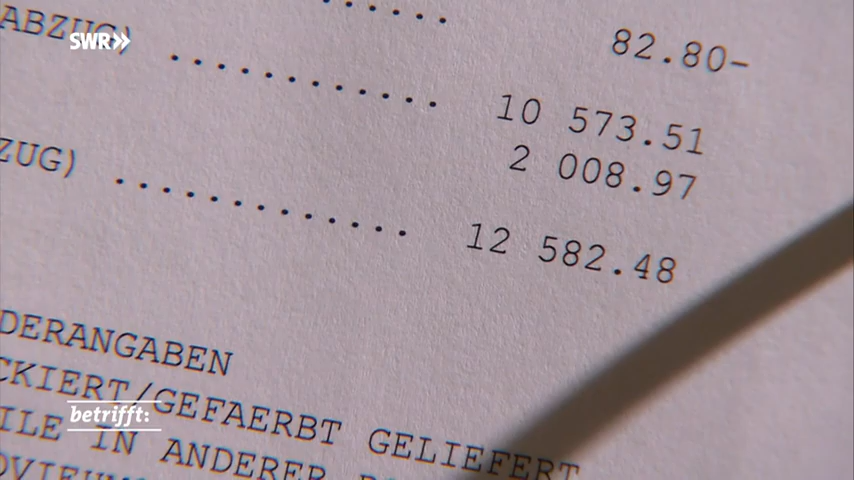 SWR»
ABZUG) ............ 82.80-
10 573.51
2 008.97
ZUG) ............. 12 582.48
DERANGABEN
CKIERT/GEFAERBT GELIEFERT
betrifft:
ILE IN ANDERER